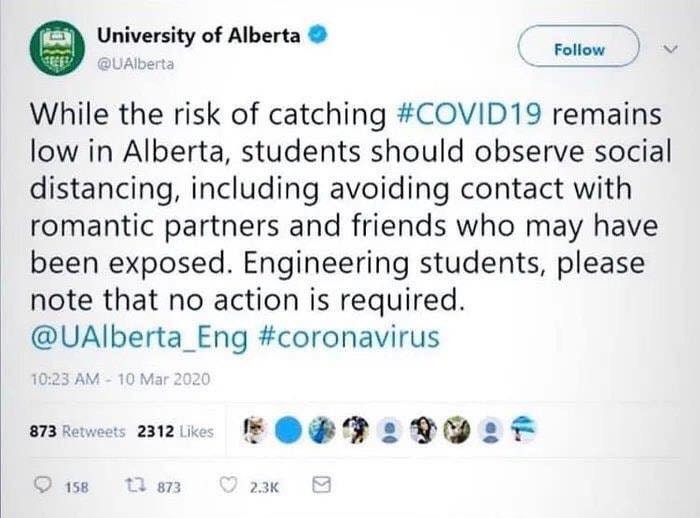 University of Alberta
@UAlberta
Follow
While the risk of catching #COVID19 remains
low in Alberta, students should observe social
distancing, including avoiding contact with
romantic partners and friends who may have
been exposed. Engineering students, please
note that no action is required.
@UAlberta_Eng #coronavirus
10:23 AM - 10 Mar 2020
873 Retweets 2312 Likes
158 873 2.3K